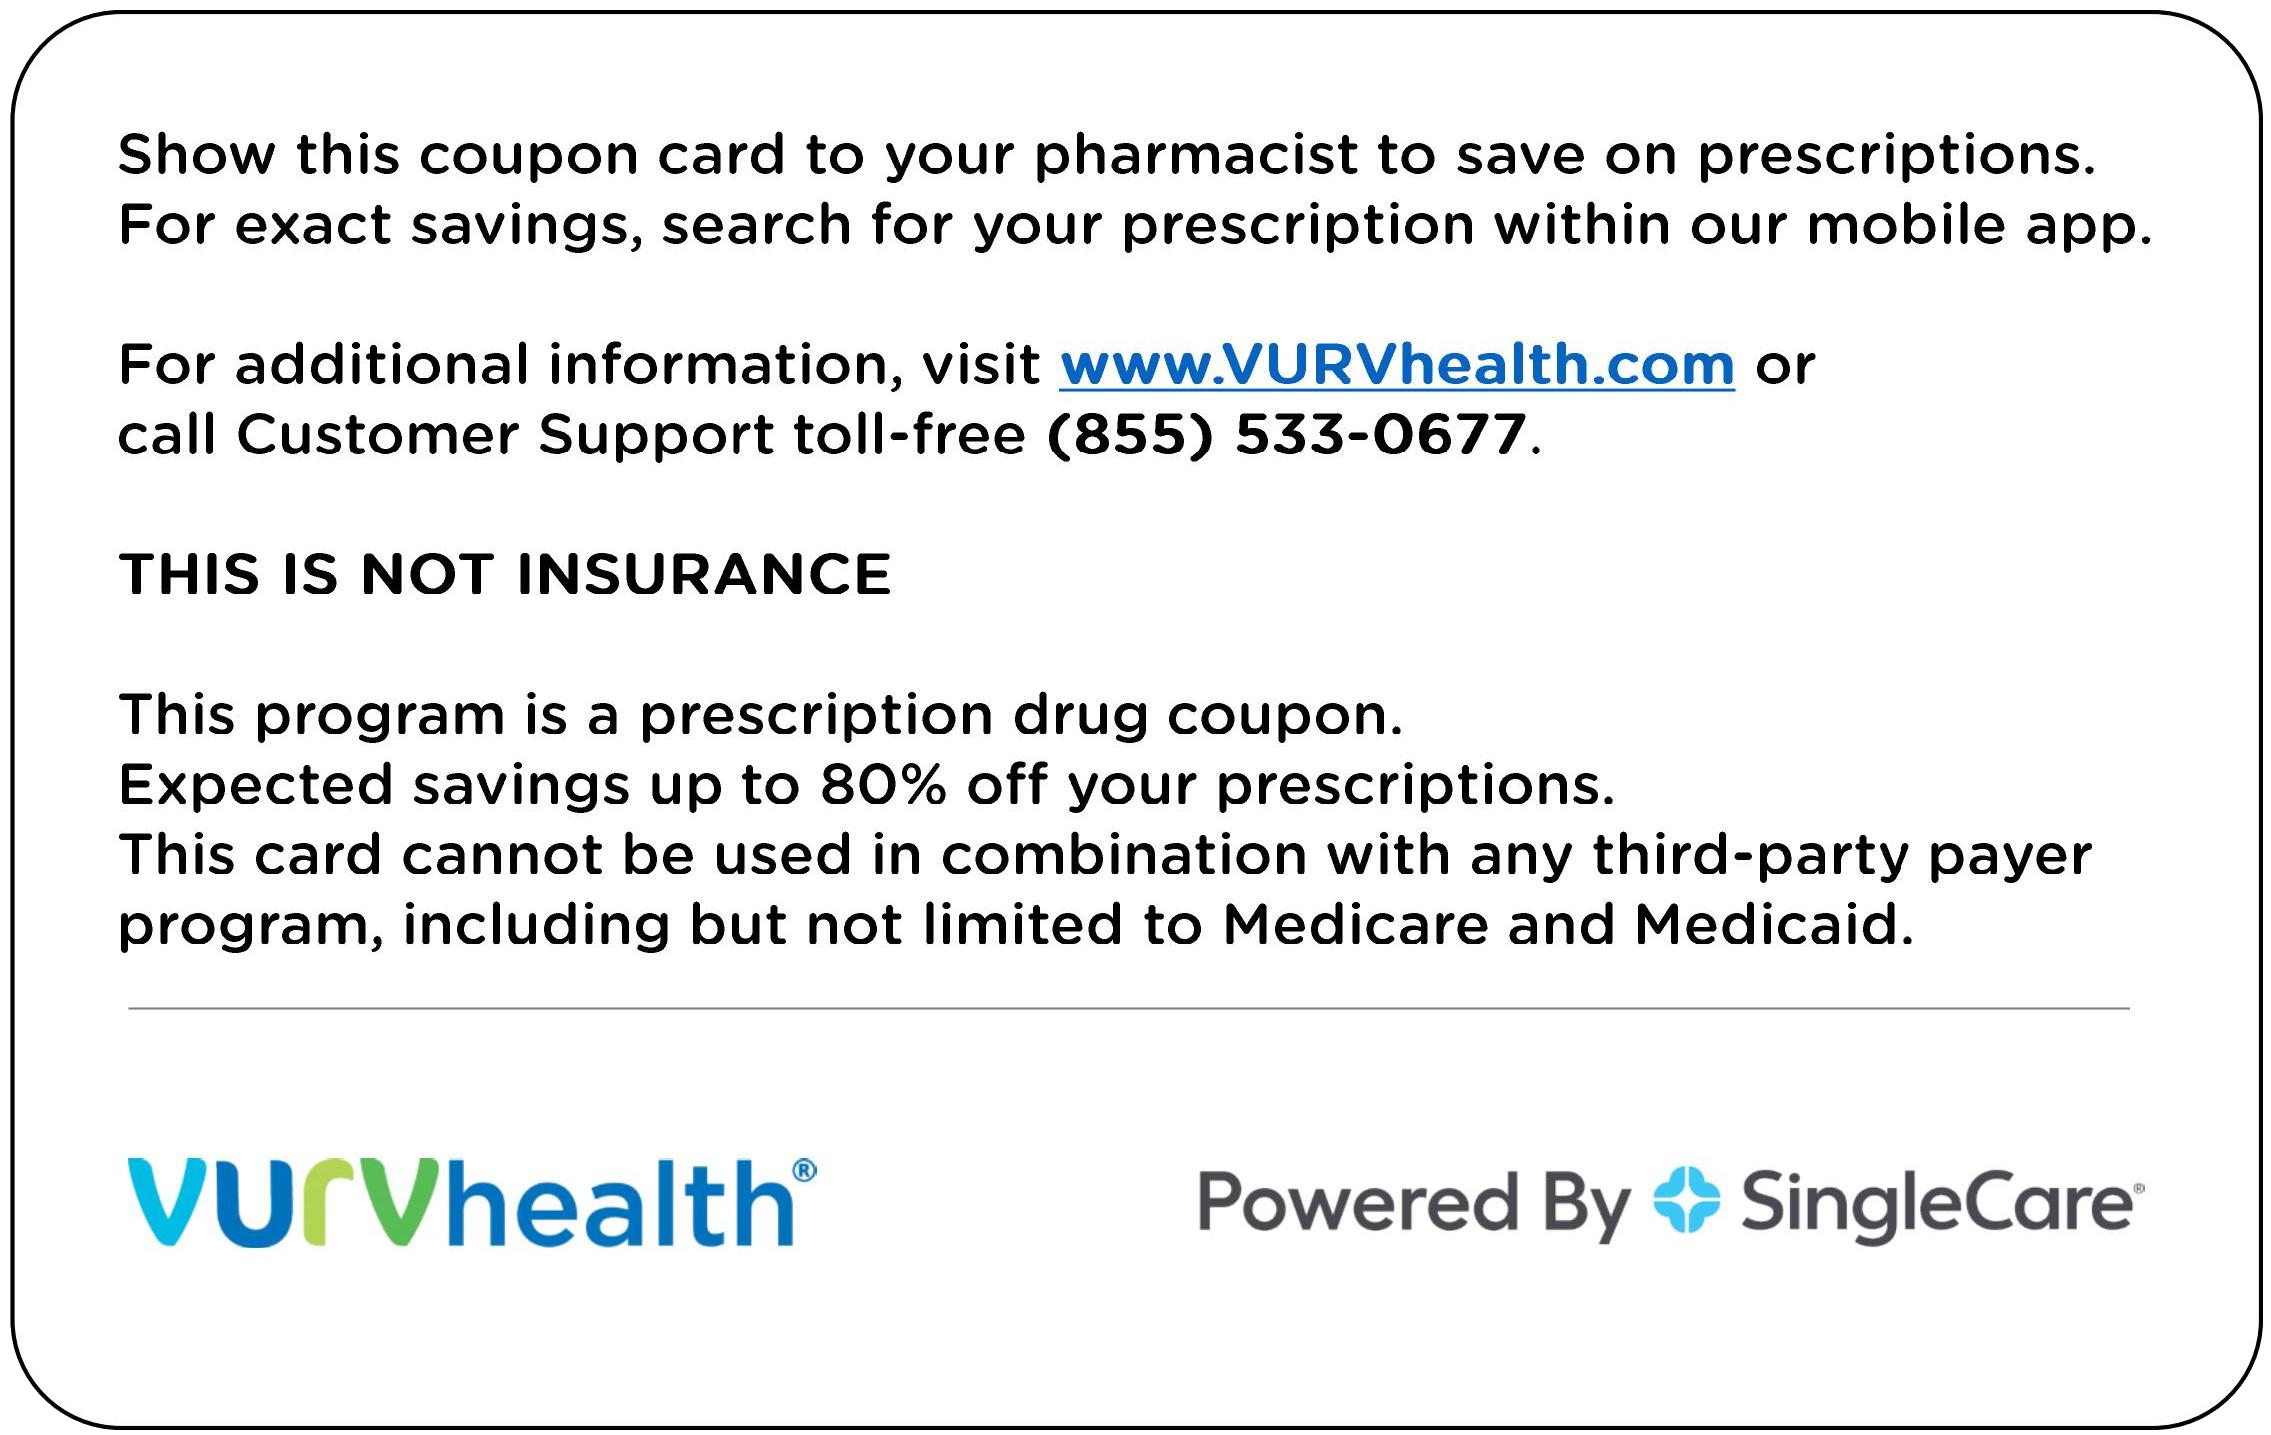 Show this coupon card to your pharmacist to save on prescriptions.
For exact savings, search for your prescription within our mobile app.
For additional information, visit www.VURVhealth.com or
call Customer Support toll-free (855) 533-0677.
THIS IS NOT INSURANCE
This program is a prescription drug coupon.
Expected savings up to 80% off your prescriptions.
This card cannot be used in combination with any third-party payer
program, including but not limited to Medicare and Medicaid.
vurvhealth® Powered By SingleCare®